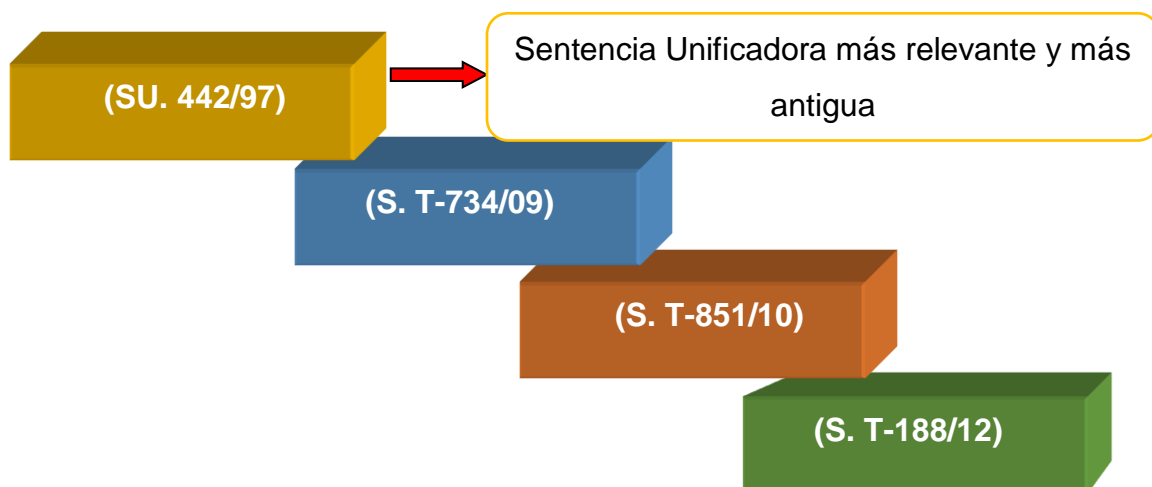 (SU. 442/97)
Sentencia Unificadora más relevante y más
antigua
(S. T-734/09)
(S. T-851/10)
(S. T-188/12)